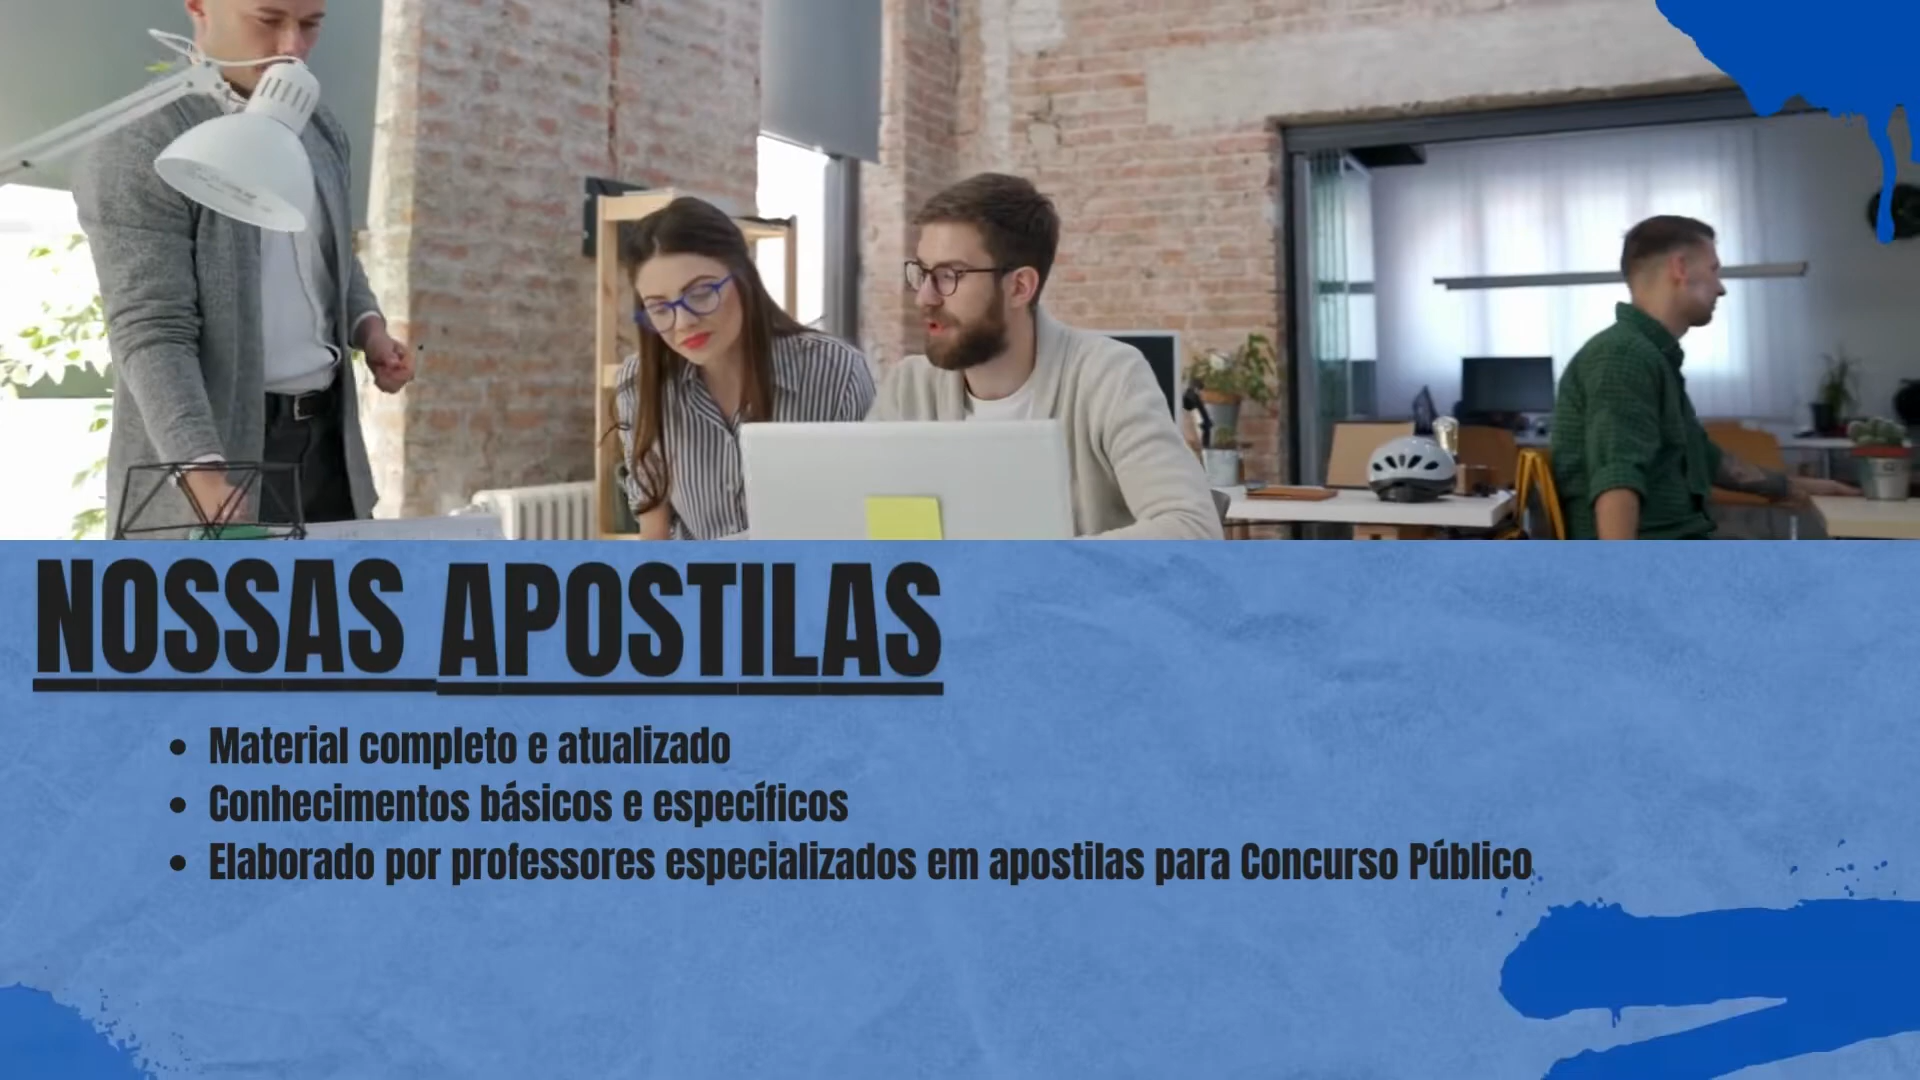 NOSSAS APOSTILAS
• Material completo e atualizado
• Conhecimentos básicos e específicos
• Elaborado por professores especializados em apostilas para Concurso Público